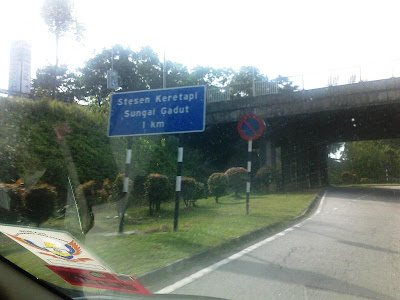 Stesen Keretapi
Sungai Gadut
1 km